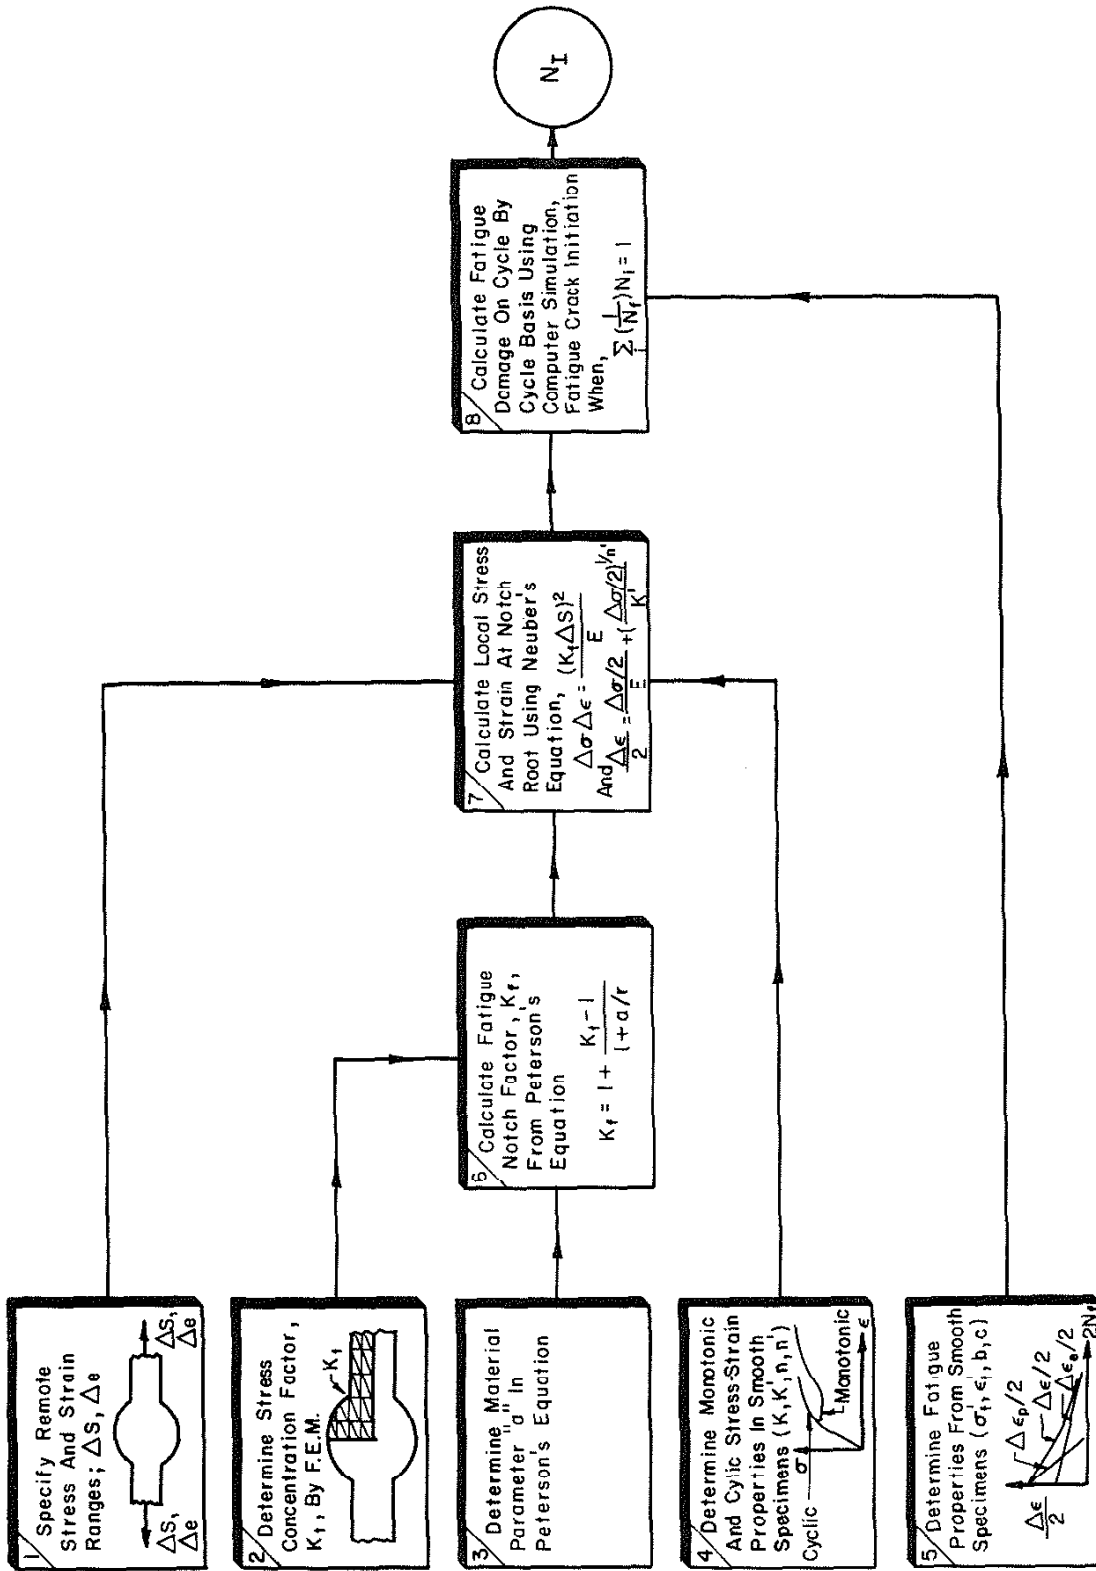 1 Specify Remote
Stress And Strain
Ranges; ΔS, Δe
ΔS,
Δe
ΔS,
Δe
2 Determine Stress
Concentration Factor,
Kt, By F.E.M.
Kt
3 Determine Material
Parameter "a" In
Peterson's Equation
4 Determine Monotonic
And Cylic Stress-Strain
Properties In Smooth
Specimens (K,K',n,n')
Cyclic
σ
Monotonic
ε
5 Determine Fatigue
Properties From Smooth
Specimens (σ'f, ε'f, b, c)
Δε/2
Δεp/2
Δε/2
Δεe/2
2Nf
6 Calculate Fatigue
Notch Factor, Kf,
From Peterson's
Equation
Kf = 1 + (Kt - 1)/(1 + a/r)
7 Calculate Local Stress
And Strain At Notch
Root Using Neuber's
Equation,
ΔσΔε = (KfΔS)²/E
And Δε/2 = (Δσ/2)/E + ((Δσ/2)/K')^1/n'
8 Calculate Fatigue
Damage On Cycle By
Cycle Basis Using
Computer Simulation,
Fatigue Crack Initiation
When,
Σi (1/Nf)Ni = 1
NI